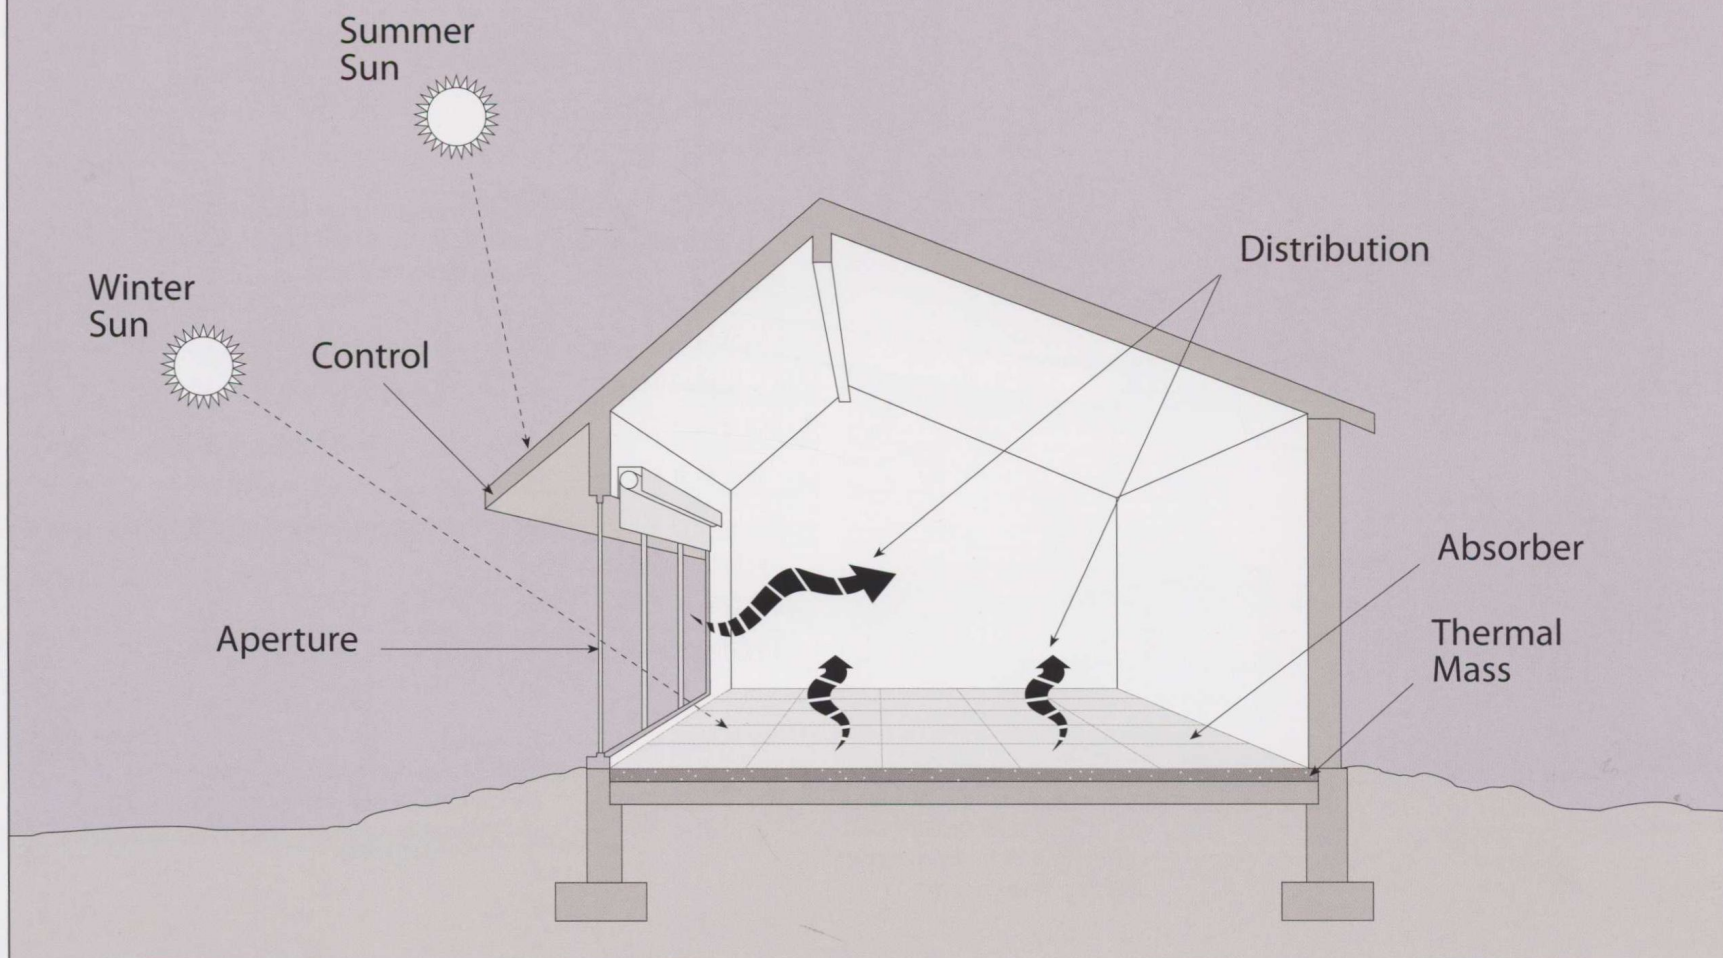 Summer
Sun
Winter
Sun
Control
Distribution
Absorber
Aperture
Thermal
Mass